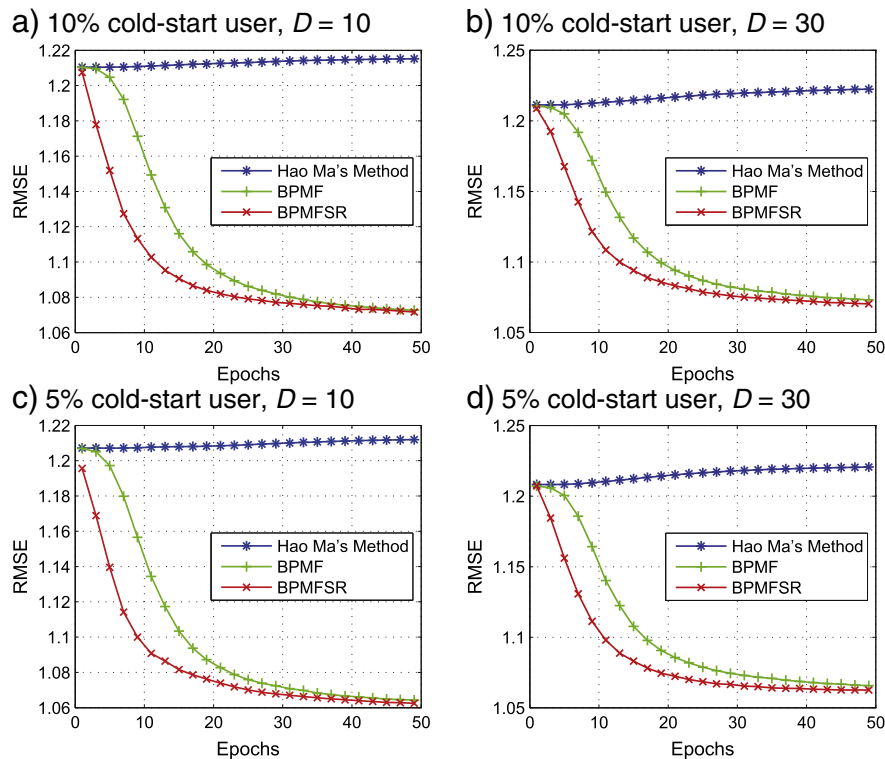 a) 10% cold-start user, D = 10
1.22
1.2
1.18
1.16
1.14
1.12
1.1
1.08
1.06
RMSE
0 10 20 30 40 50
Epochs
Hao Ma's Method
BPMF
BPMFSR
b) 10% cold-start user, D = 30
1.25
1.2
1.15
1.1
1.05
RMSE
0 10 20 30 40 50
Epochs
Hao Ma's Method
BPMF
BPMFSR
c) 5% cold-start user, D = 10
1.22
1.2
1.18
1.16
1.14
1.12
1.1
1.08
1.06
RMSE
0 10 20 30 40 50
Epochs
Hao Ma's Method
BPMF
BPMFSR
d) 5% cold-start user, D = 30
1.25
1.2
1.15
1.1
1.05
RMSE
0 10 20 30 40 50
Epochs
Hao Ma's Method
BPMF
BPMFSR